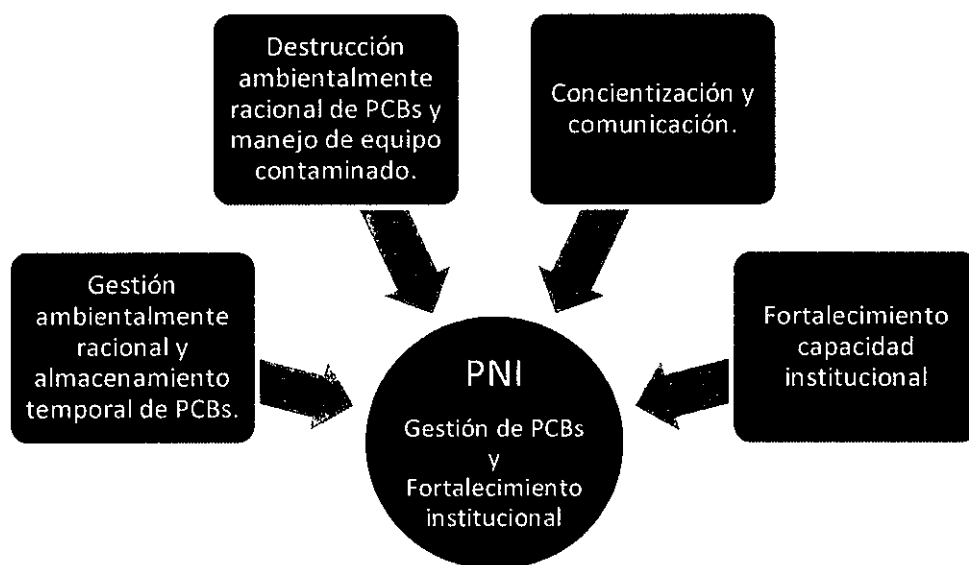 Destrucción
ambientalmente
racional de PCBs y
manejo de equipo
contaminado.
Concientización y
comunicación.
Gestión
ambientalmente
racional y
almacenamiento
temporal de PCBs.
Fortalecimiento
capacidad
institucional
PNI
Gestión de PCBs
y
Fortalecimiento
institucional